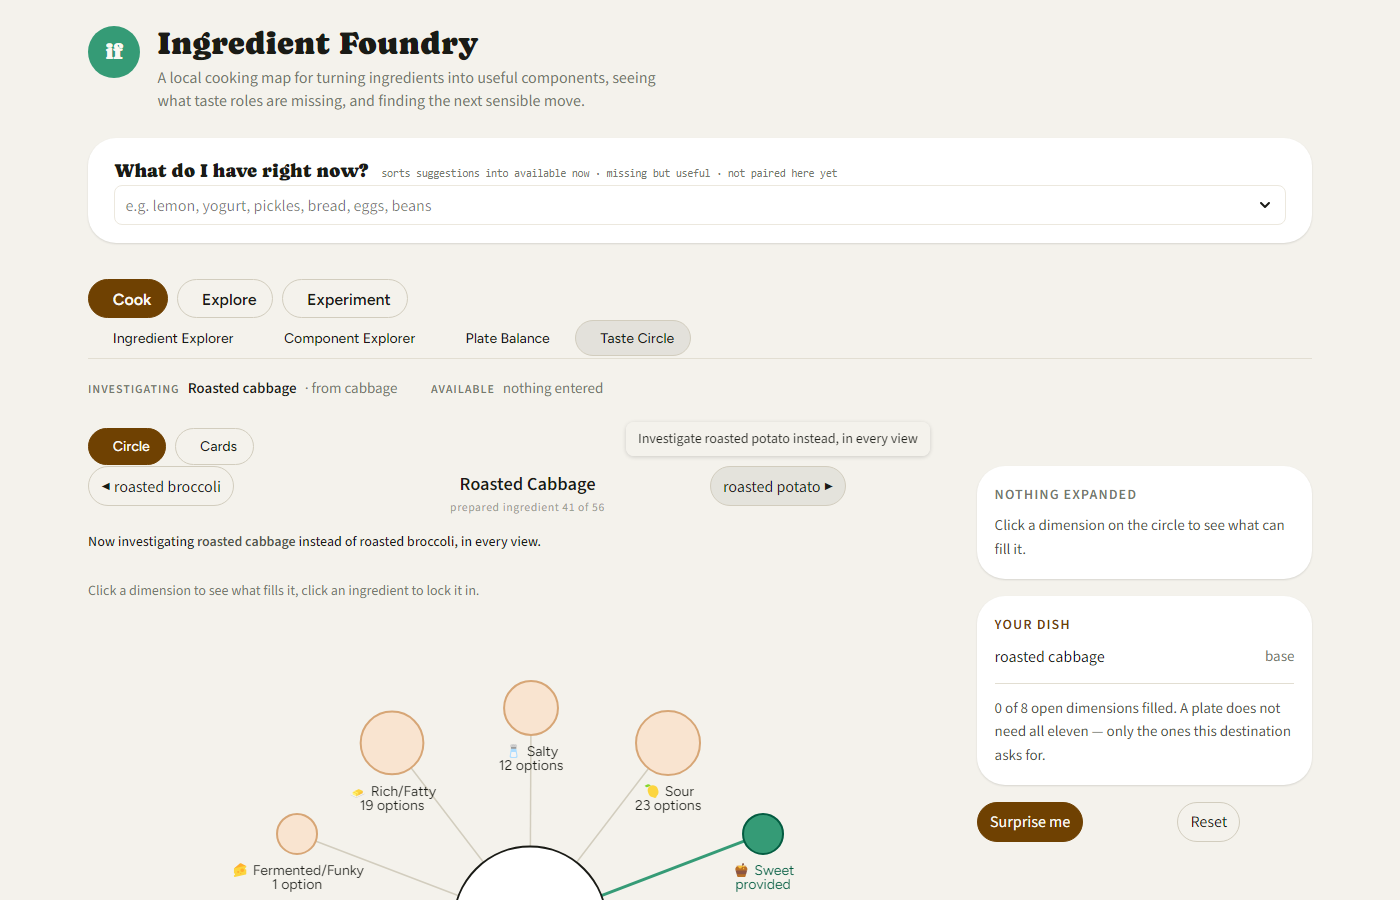 if
Ingredient Foundry
A local cooking map for turning ingredients into useful components, seeing
what taste roles are missing, and finding the next sensible move.
What do I have right now? sorts suggestions into available now · missing but useful · not paired here yet
e.g. lemon, yogurt, pickles, bread, eggs, beans
Cook Explore Experiment
Ingredient Explorer Component Explorer Plate Balance Taste Circle
INVESTIGATING Roasted cabbage · from cabbage AVAILABLE nothing entered
Investigate roasted potato instead, in every view
Circle Cards
◂ roasted broccoli Roasted Cabbage roasted potato ▸
prepared ingredient 41 of 56
Now investigating roasted cabbage instead of roasted broccoli, in every view.
Click a dimension to see what fills it, click an ingredient to lock it in.
Salty
12 options
Rich/Fatty
19 options
Sour
23 options
Fermented/Funky
1 option
Sweet
provided
NOTHING EXPANDED
Click a dimension on the circle to see what can
fill it.
YOUR DISH
roasted cabbage base
0 of 8 open dimensions filled. A plate does not
need all eleven — only the ones this destination
asks for.
Surprise me Reset